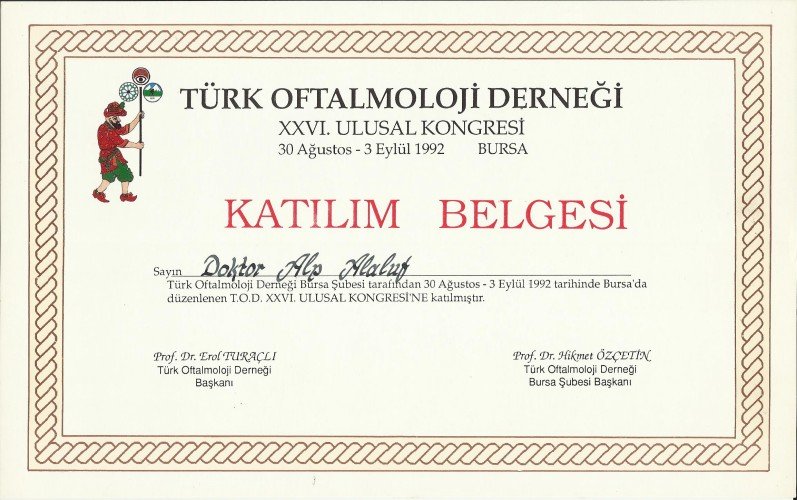 TÜRK OFTALMOLOJİ DERNEĞİ
XXVI. ULUSAL KONGRESİ
30 Ağustos - 3 Eylül 1992 BURSA
KATILIM BELGESİ
Sayın Doktor Alp Alaluf
Türk Oftalmoloji Derneği Bursa Şubesi tarafından 30 Ağustos - 3 Eylül 1992 tarihinde Bursa'da
düzenlenen T.O.D. XXVI. ULUSAL KONGRESİ'NE katılmıştır.
Prof. Dr. Erol TURAÇLI
Türk Oftalmoloji Derneği
Başkanı
Prof. Dr. Hikmet ÖZÇETİN
Türk Oftalmoloji Derneği
Bursa Şubesi Başkanı